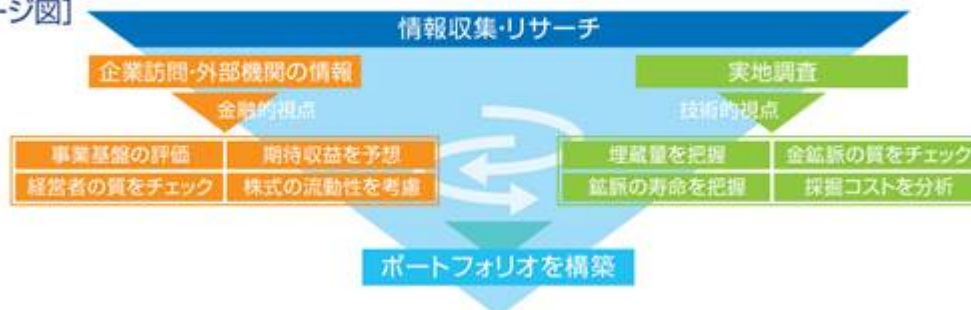 ージ図]
情報収集・リサーチ
企業訪問・外部機関の情報
実地調査
金融的視点
技術的視点
事業基盤の評価
期待収益を予想
経営者の質をチェック
株式の流動性を考慮
埋蔵量を把握
金鉱脈の質をチェック
鉱脈の寿命を把握
採掘コストを分析
ポートフォリオを構築